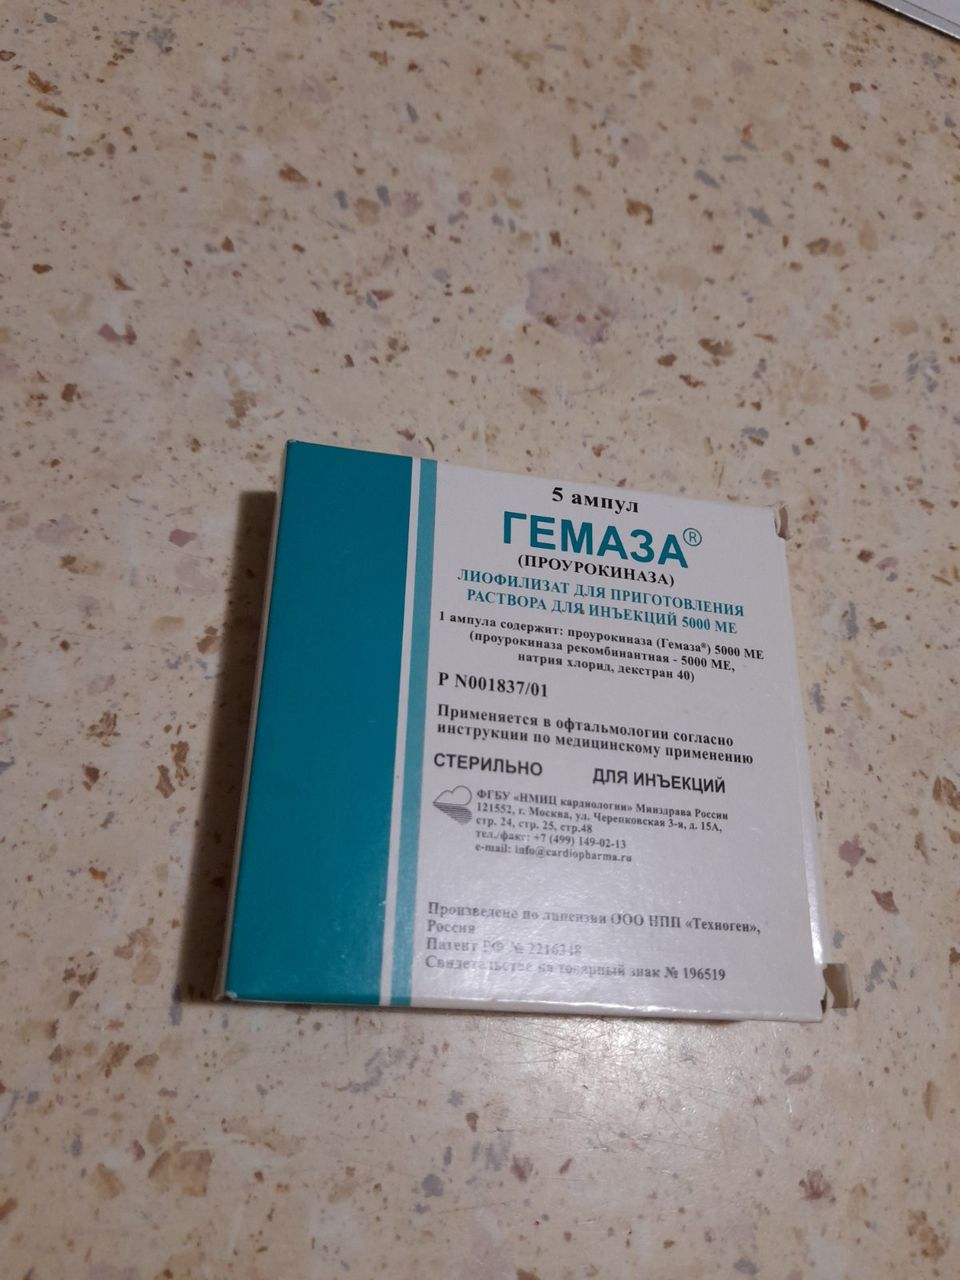 5 ампул
ГЕМАЗА®
(ПРОУРОКИНАЗА)
ЛИОФИЛИЗАТ ДЛЯ ПРИГОТОВЛЕНИЯ
РАСТВОРА ДЛЯ ИНЪЕКЦИЙ 5000 МЕ
1 ампула содержит: проурокиназа (Гемаза®) 5000 МЕ
(проурокиназа рекомбинантная - 5000 МЕ,
натрия хлорид, декстран 40)
Р N001837/01
Применяется в офтальмологии согласно
инструкции по медицинскому применению
СТЕРИЛЬНО ДЛЯ ИНЪЕКЦИЙ
ФГБУ «НМИЦ кардиологии» Минздрава России
121552, г. Москва, ул. Черепковская 3-я, д. 15А,
стр. 24, стр. 25, стр.48
тел./факс: +7 (499) 149-02-13
e-mail: info@cardiopharma.ru
Произведено по лицензии ООО НПП «Техноген»,
Россия
Патент РФ № 2216348
Свидетельство на товарный знак № 196519